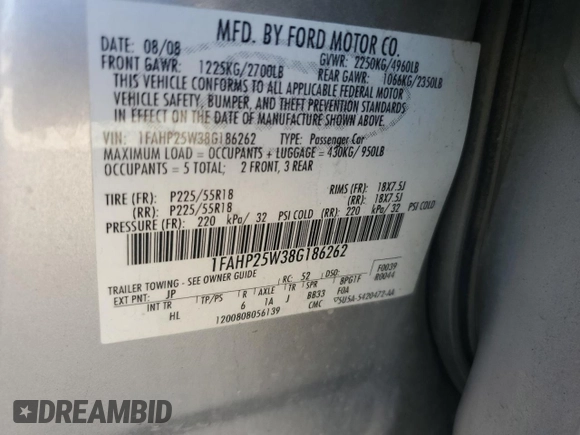 MFD. BY FORD MOTOR CO.
DATE: 08/08 GVWR: 2250KG/4960LB
FRONT GAWR: 1225KG/2700LB REAR GAWR: 1066KG/2350LB
THIS VEHICLE CONFORMS TO ALL APPLICABLE FEDERAL MOTOR
VEHICLE SAFETY, BUMPER, AND THEFT PREVENTION STANDARDS
IN EFFECT ON THE DATE OF MANUFACTURE SHOWN ABOVE.
VIN: 1FAHP25W38G186262 TYPE: Passenger Car
MAXIMUM LOAD = OCCUPANTS + LUGGAGE = 430KG/950LB
OCCUPANTS = 5 TOTAL; 2 FRONT, 3 REAR
TIRE (FR): P225/55R18 RIMS (FR): 18X7.5J
(RR): P225/55R18 (RR): 18X7.5J
PRESSURE (FR): 220 kPa/ 32 PSI COLD (RR): 220 kPa/ 32 PSI COLD
1FAHP25W38G186262
TRAILER TOWING - SEE OWNER GUIDE
F0039
R0044
RC: 52 DSO:
EXT PNT: JP BPG1F
INT TR TP/PS R AXLE TR SPR F0A
HL 6 1A J BB33 CMC
1200808056139